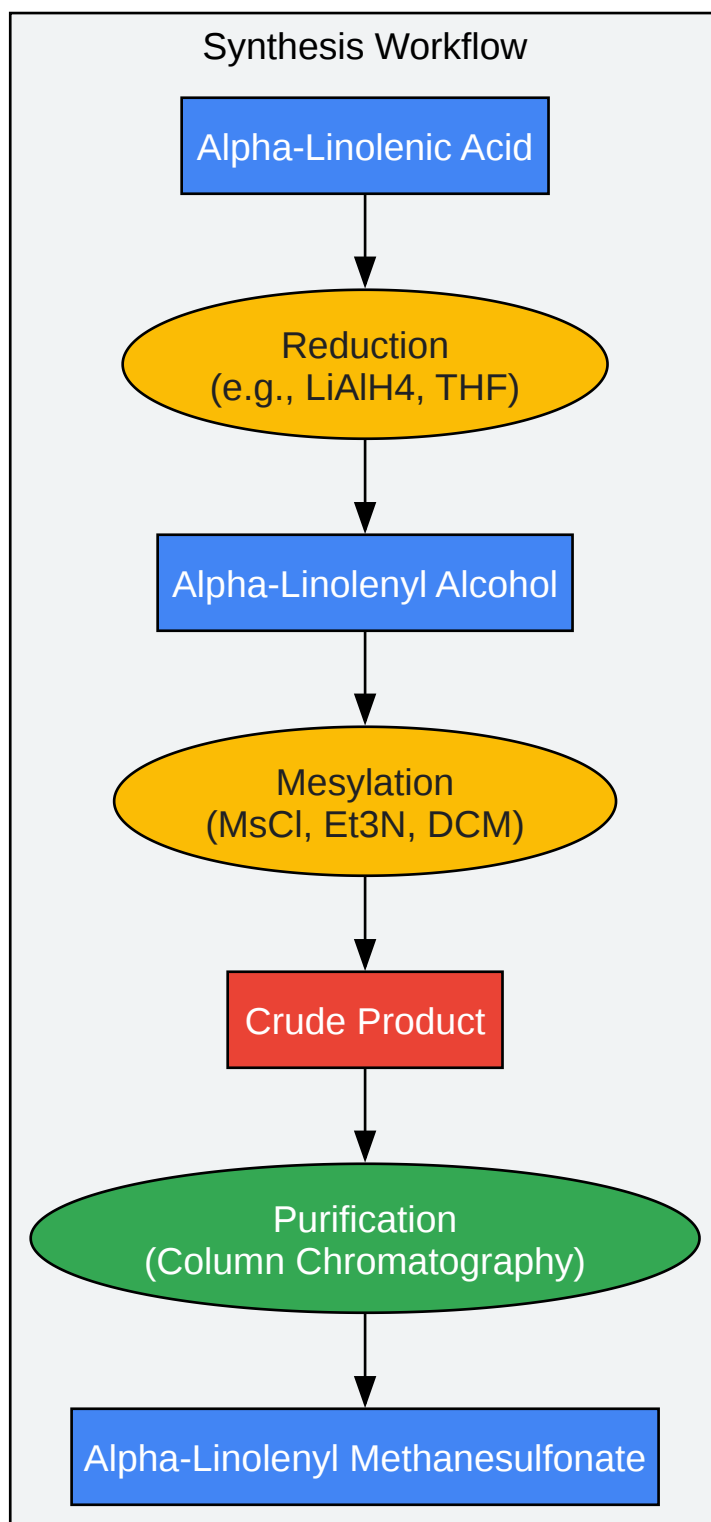 Synthesis Workflow
Alpha-Linolenic Acid
Reduction
(e.g., LiAlH4, THF)
Alpha-Linolenyl Alcohol
Mesylation
(MsCl, Et3N, DCM)
Crude Product
Purification
(Column Chromatography)
Alpha-Linolenyl Methanesulfonate